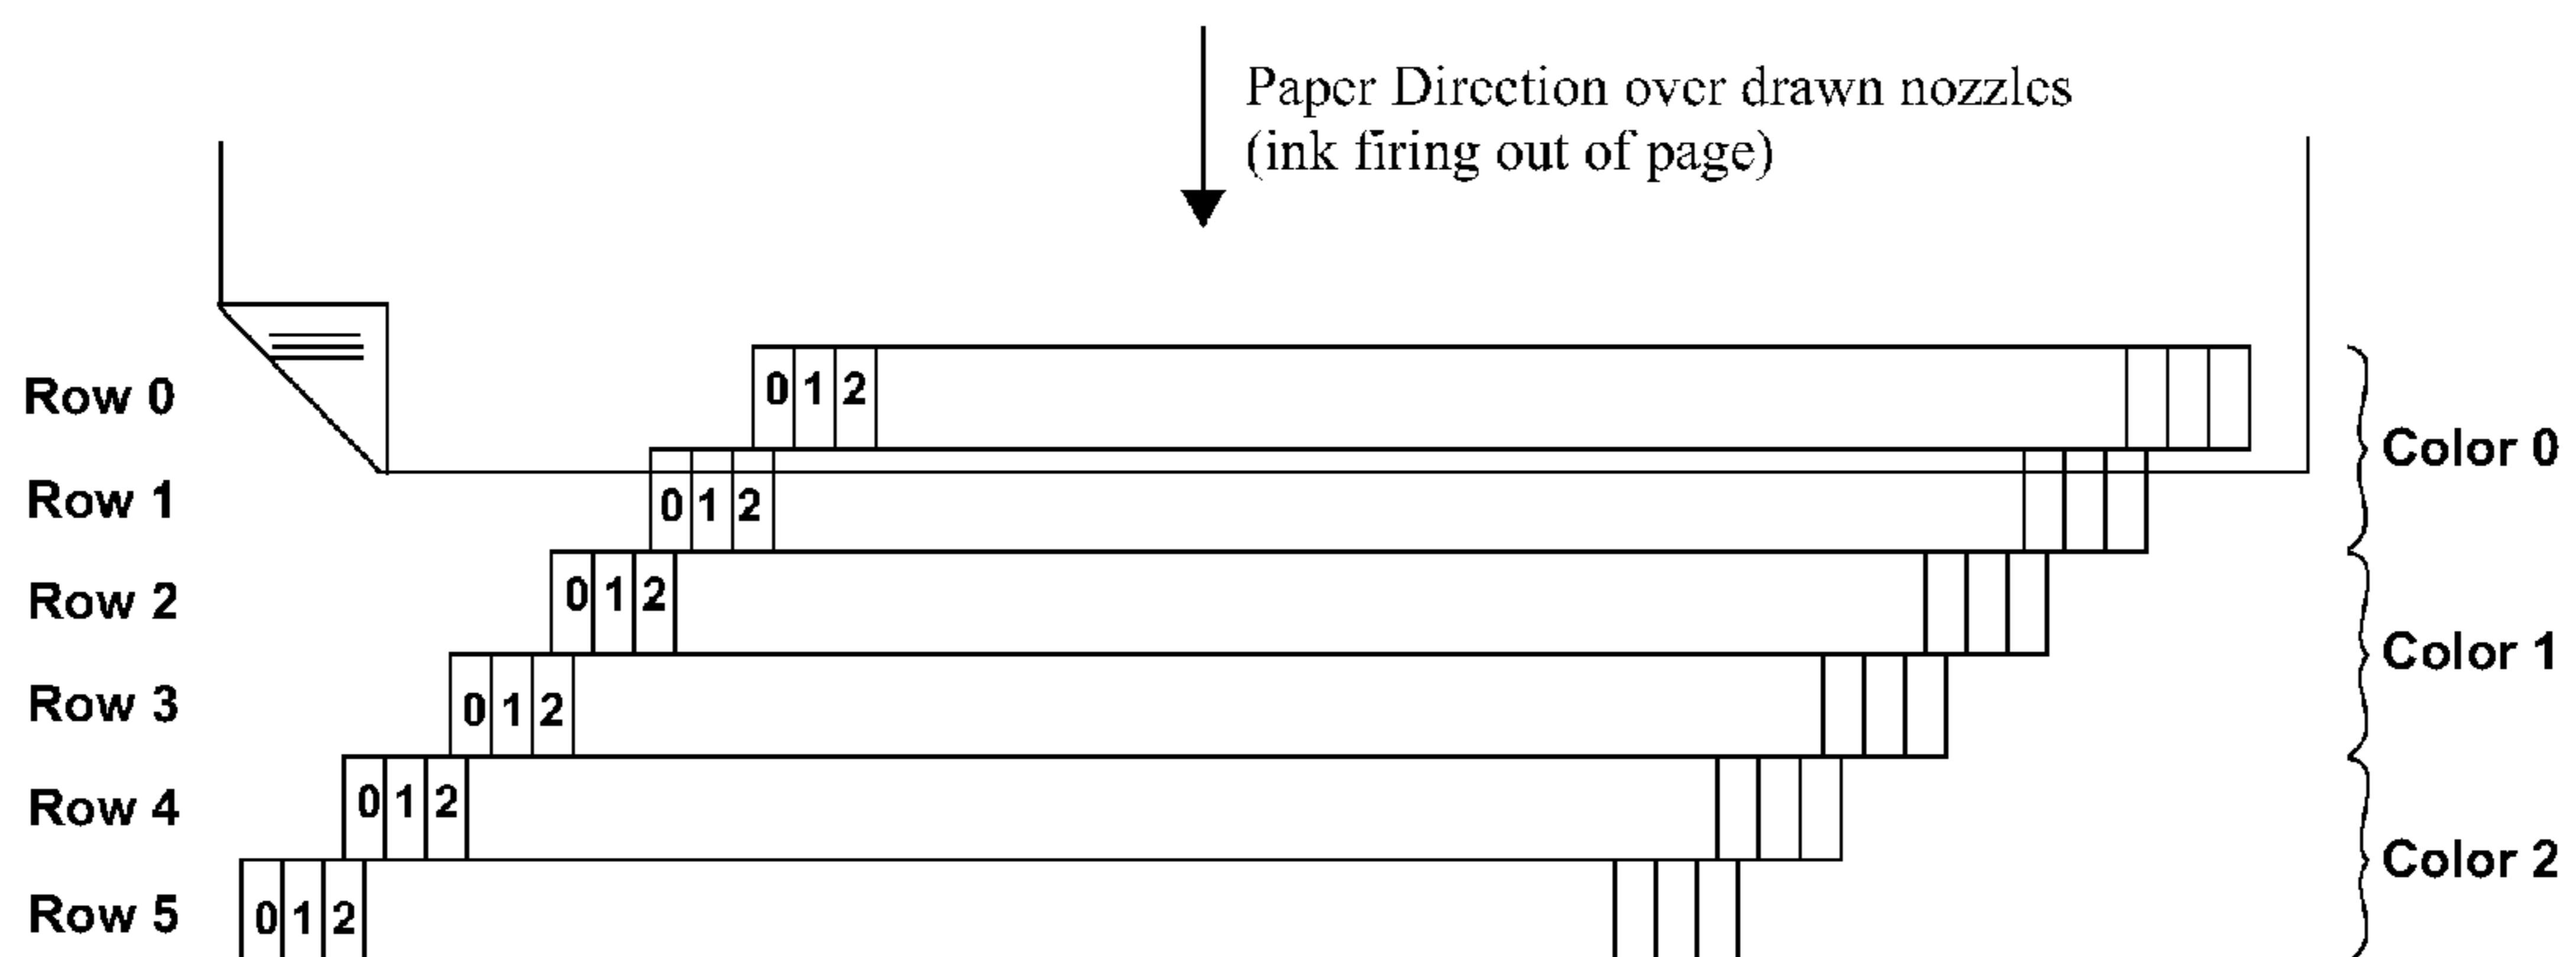 Paper Direction over drawn nozzles
(ink firing out of page)
Row 0
0 1 2
Color 0
Row 1
0 1 2
Row 2
0 1 2
Color 1
Row 3
0 1 2
Row 4
0 1 2
Color 2
Row 5
0 1 2